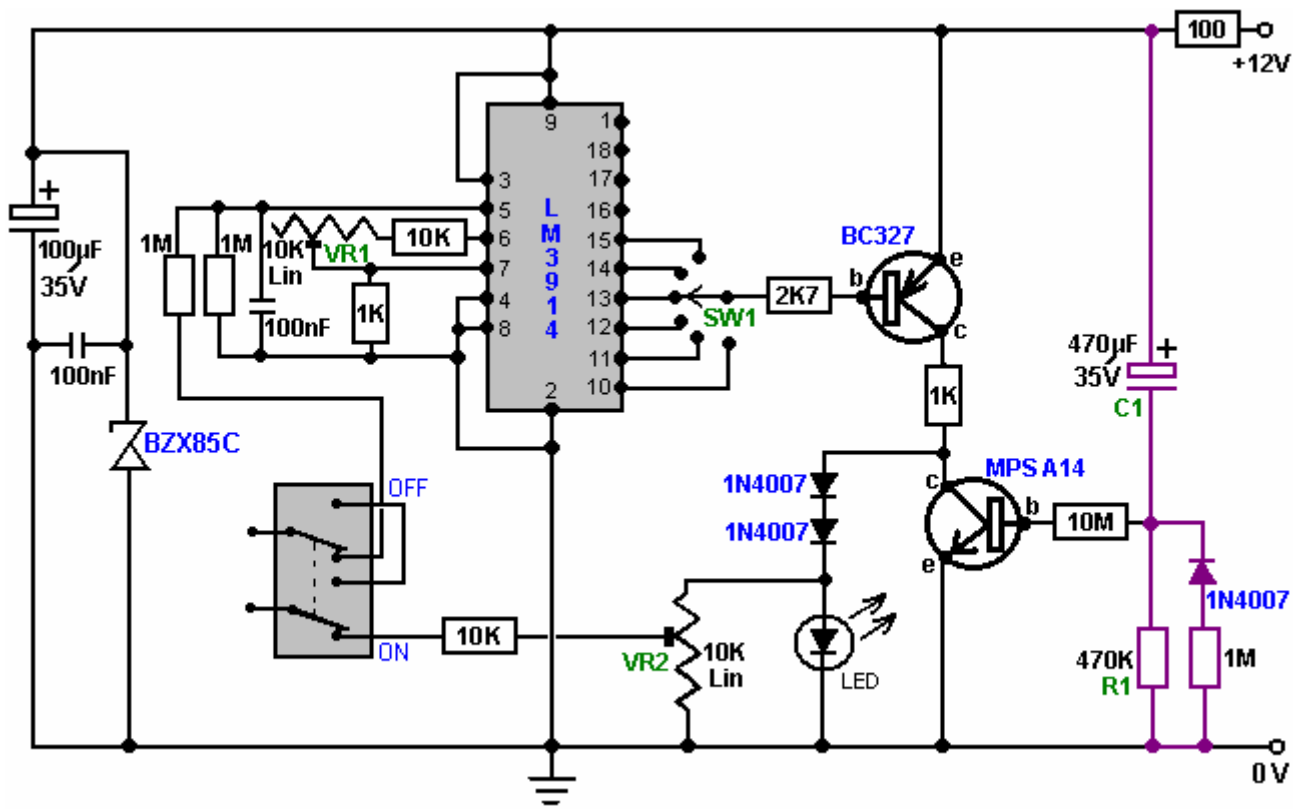 100
+12V
9
1
18
17
16
15
14
13
12
11
10
3
5
6
7
4
8
2
L
M
3
9
1
4
+
100µF
35V
100nF
BZX85C
1M
1M
10K
Lin
VR1
10K
1K
100nF
SW1
2K7
BC327
b
e
c
1K
MPSA14
c
b
e
10M
+
470µF
35V
C1
1N4007
1N4007
1N4007
470K
R1
1M
OFF
ON
10K
VR2
10K
Lin
LED
0V